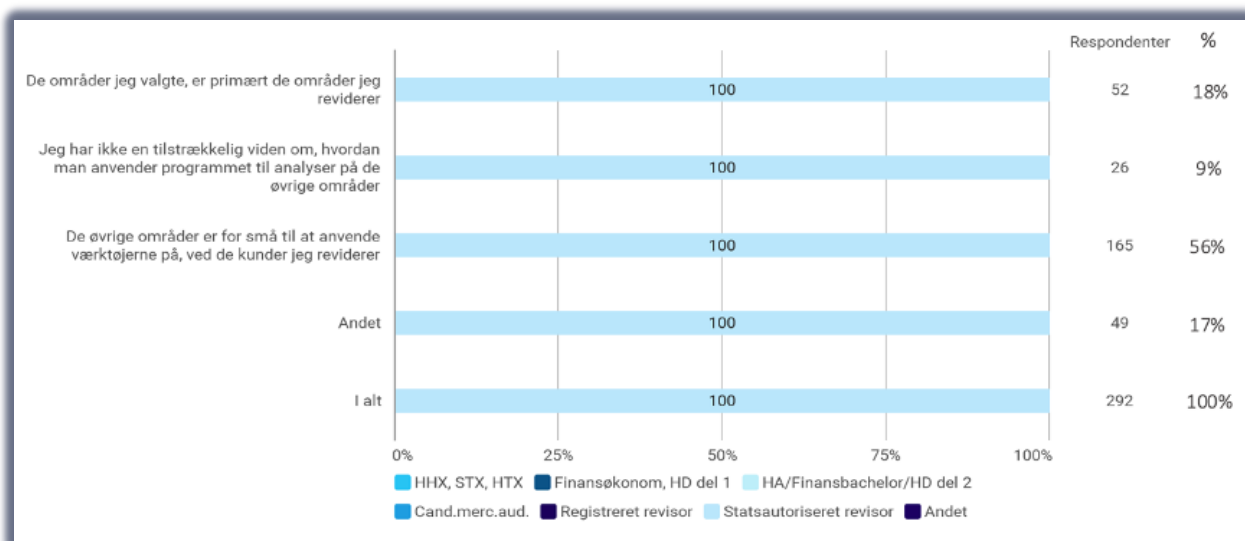 Respondenter %
De områder jeg valgte, er primært de områder jeg
reviderer
100 52 18%
Jeg har ikke en tilstrækkelig viden om, hvordan
man anvender programmet til analyser på de
øvrige områder
100 26 9%
De øvrige områder er for små til at anvende
værktøjerne på, ved de kunder jeg reviderer
100 165 56%
Andet 100 49 17%
I alt 100 292 100%
0% 25% 50% 75% 100%
HHX, STX, HTX Finansøkonom, HD del 1 HA/Finansbachelor/HD del 2
Cand.merc.aud. Registreret revisor Statsautoriseret revisor Andet